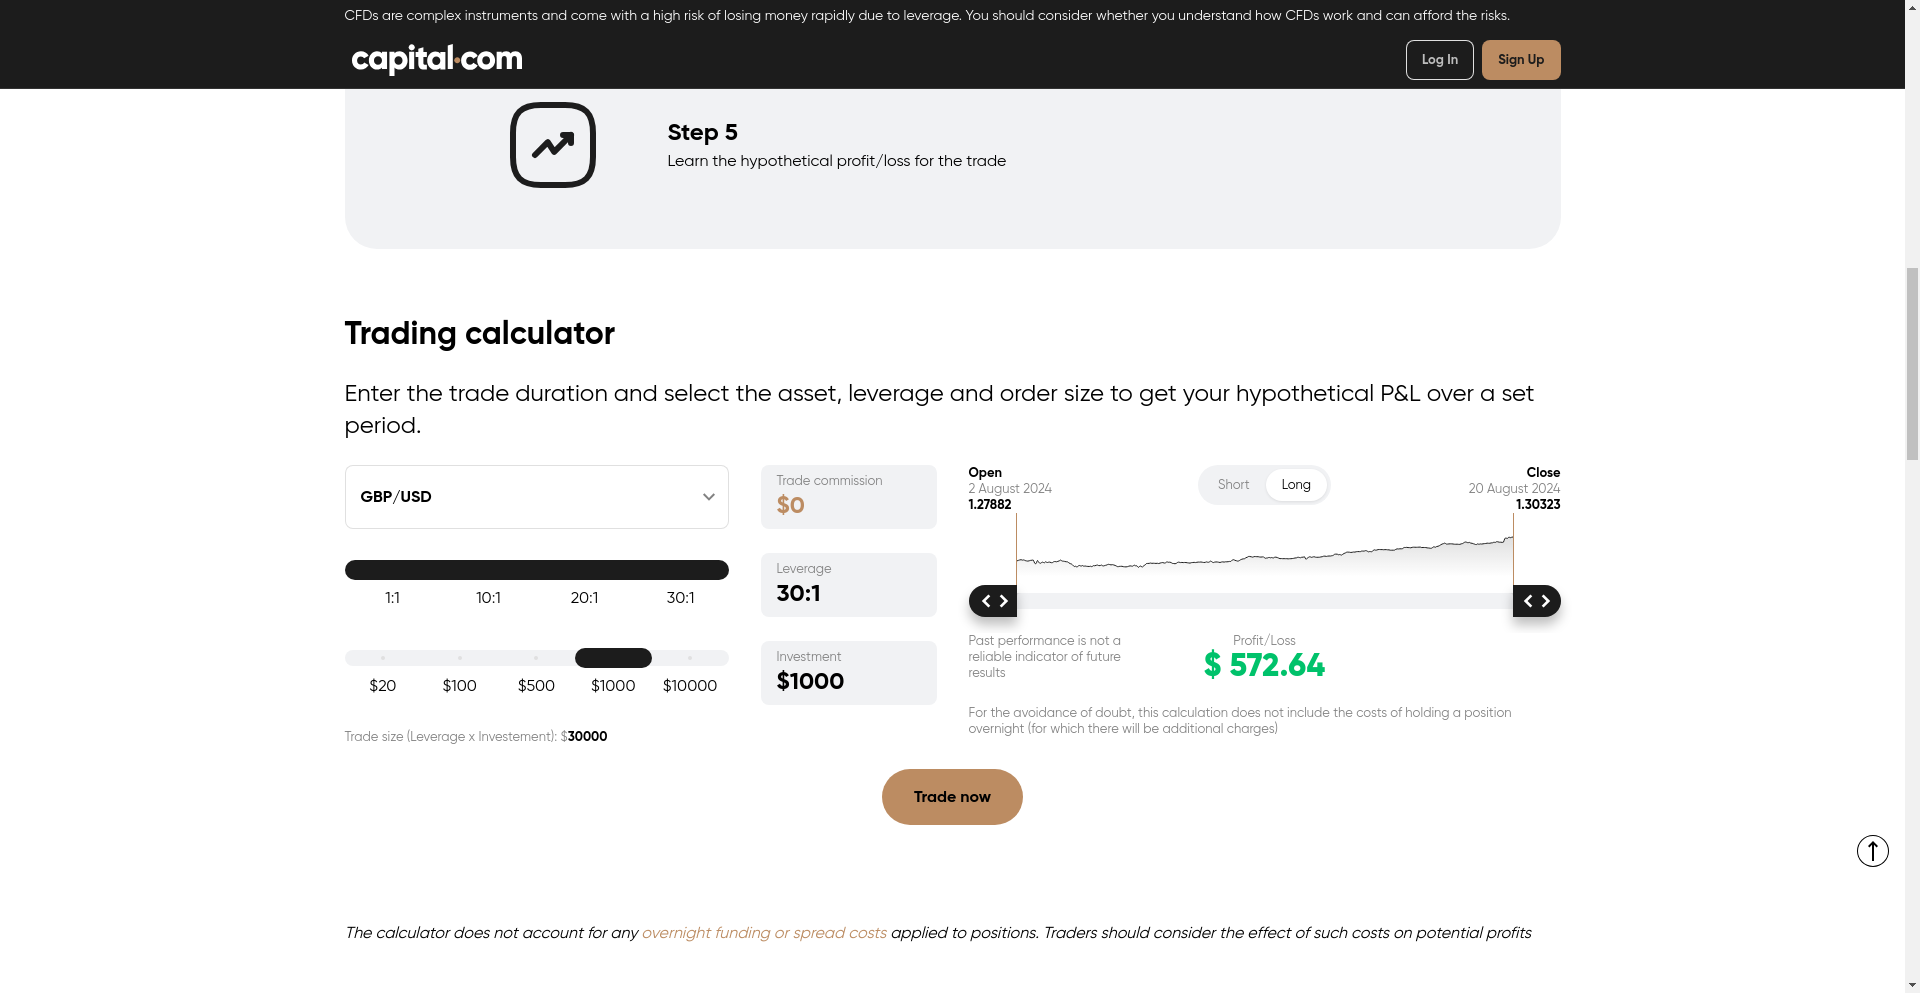 CFDs are complex instruments and come with a high risk of losing money rapidly due to leverage. You should consider whether you understand how CFDs work and can afford the risks.
capital.com
Log In
Sign Up
Step 5
Learn the hypothetical profit/loss for the trade
Trading calculator
Enter the trade duration and select the asset, leverage and order size to get your hypothetical P&L over a set
period.
GBP/USD
1:1
10:1
20:1
30:1
$20
$100
$500
$1000
$10000
Trade size (Leverage x Investement): $30000
Trade commission
$0
Leverage
30:1
Investment
$1000
Open
2 August 2024
1.27882
Short
Long
Close
20 August 2024
1.30323
Past performance is not a
reliable indicator of future
results
Profit/Loss
$ 572.64
For the avoidance of doubt, this calculation does not include the costs of holding a position
overnight (for which there will be additional charges)
Trade now
The calculator does not account for any overnight funding or spread costs applied to positions. Traders should consider the effect of such costs on potential profits